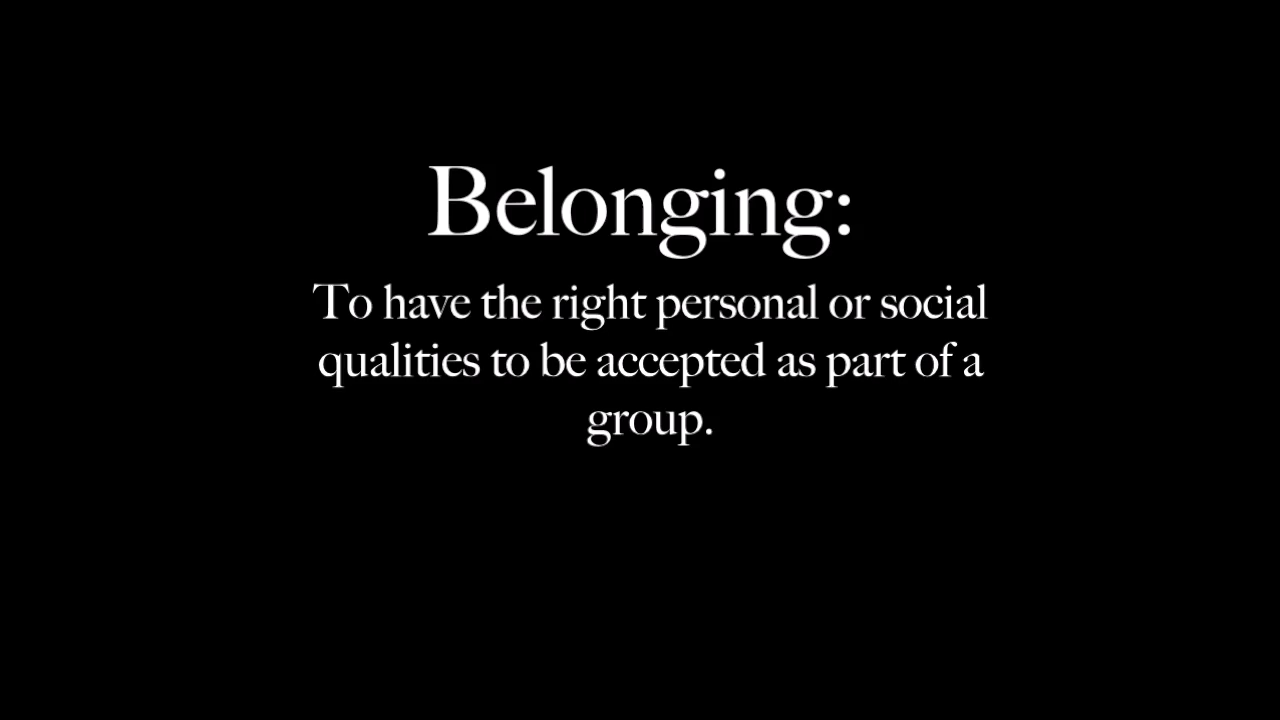 Belonging:
To have the right personal or social
qualities to be accepted as part of a
group.